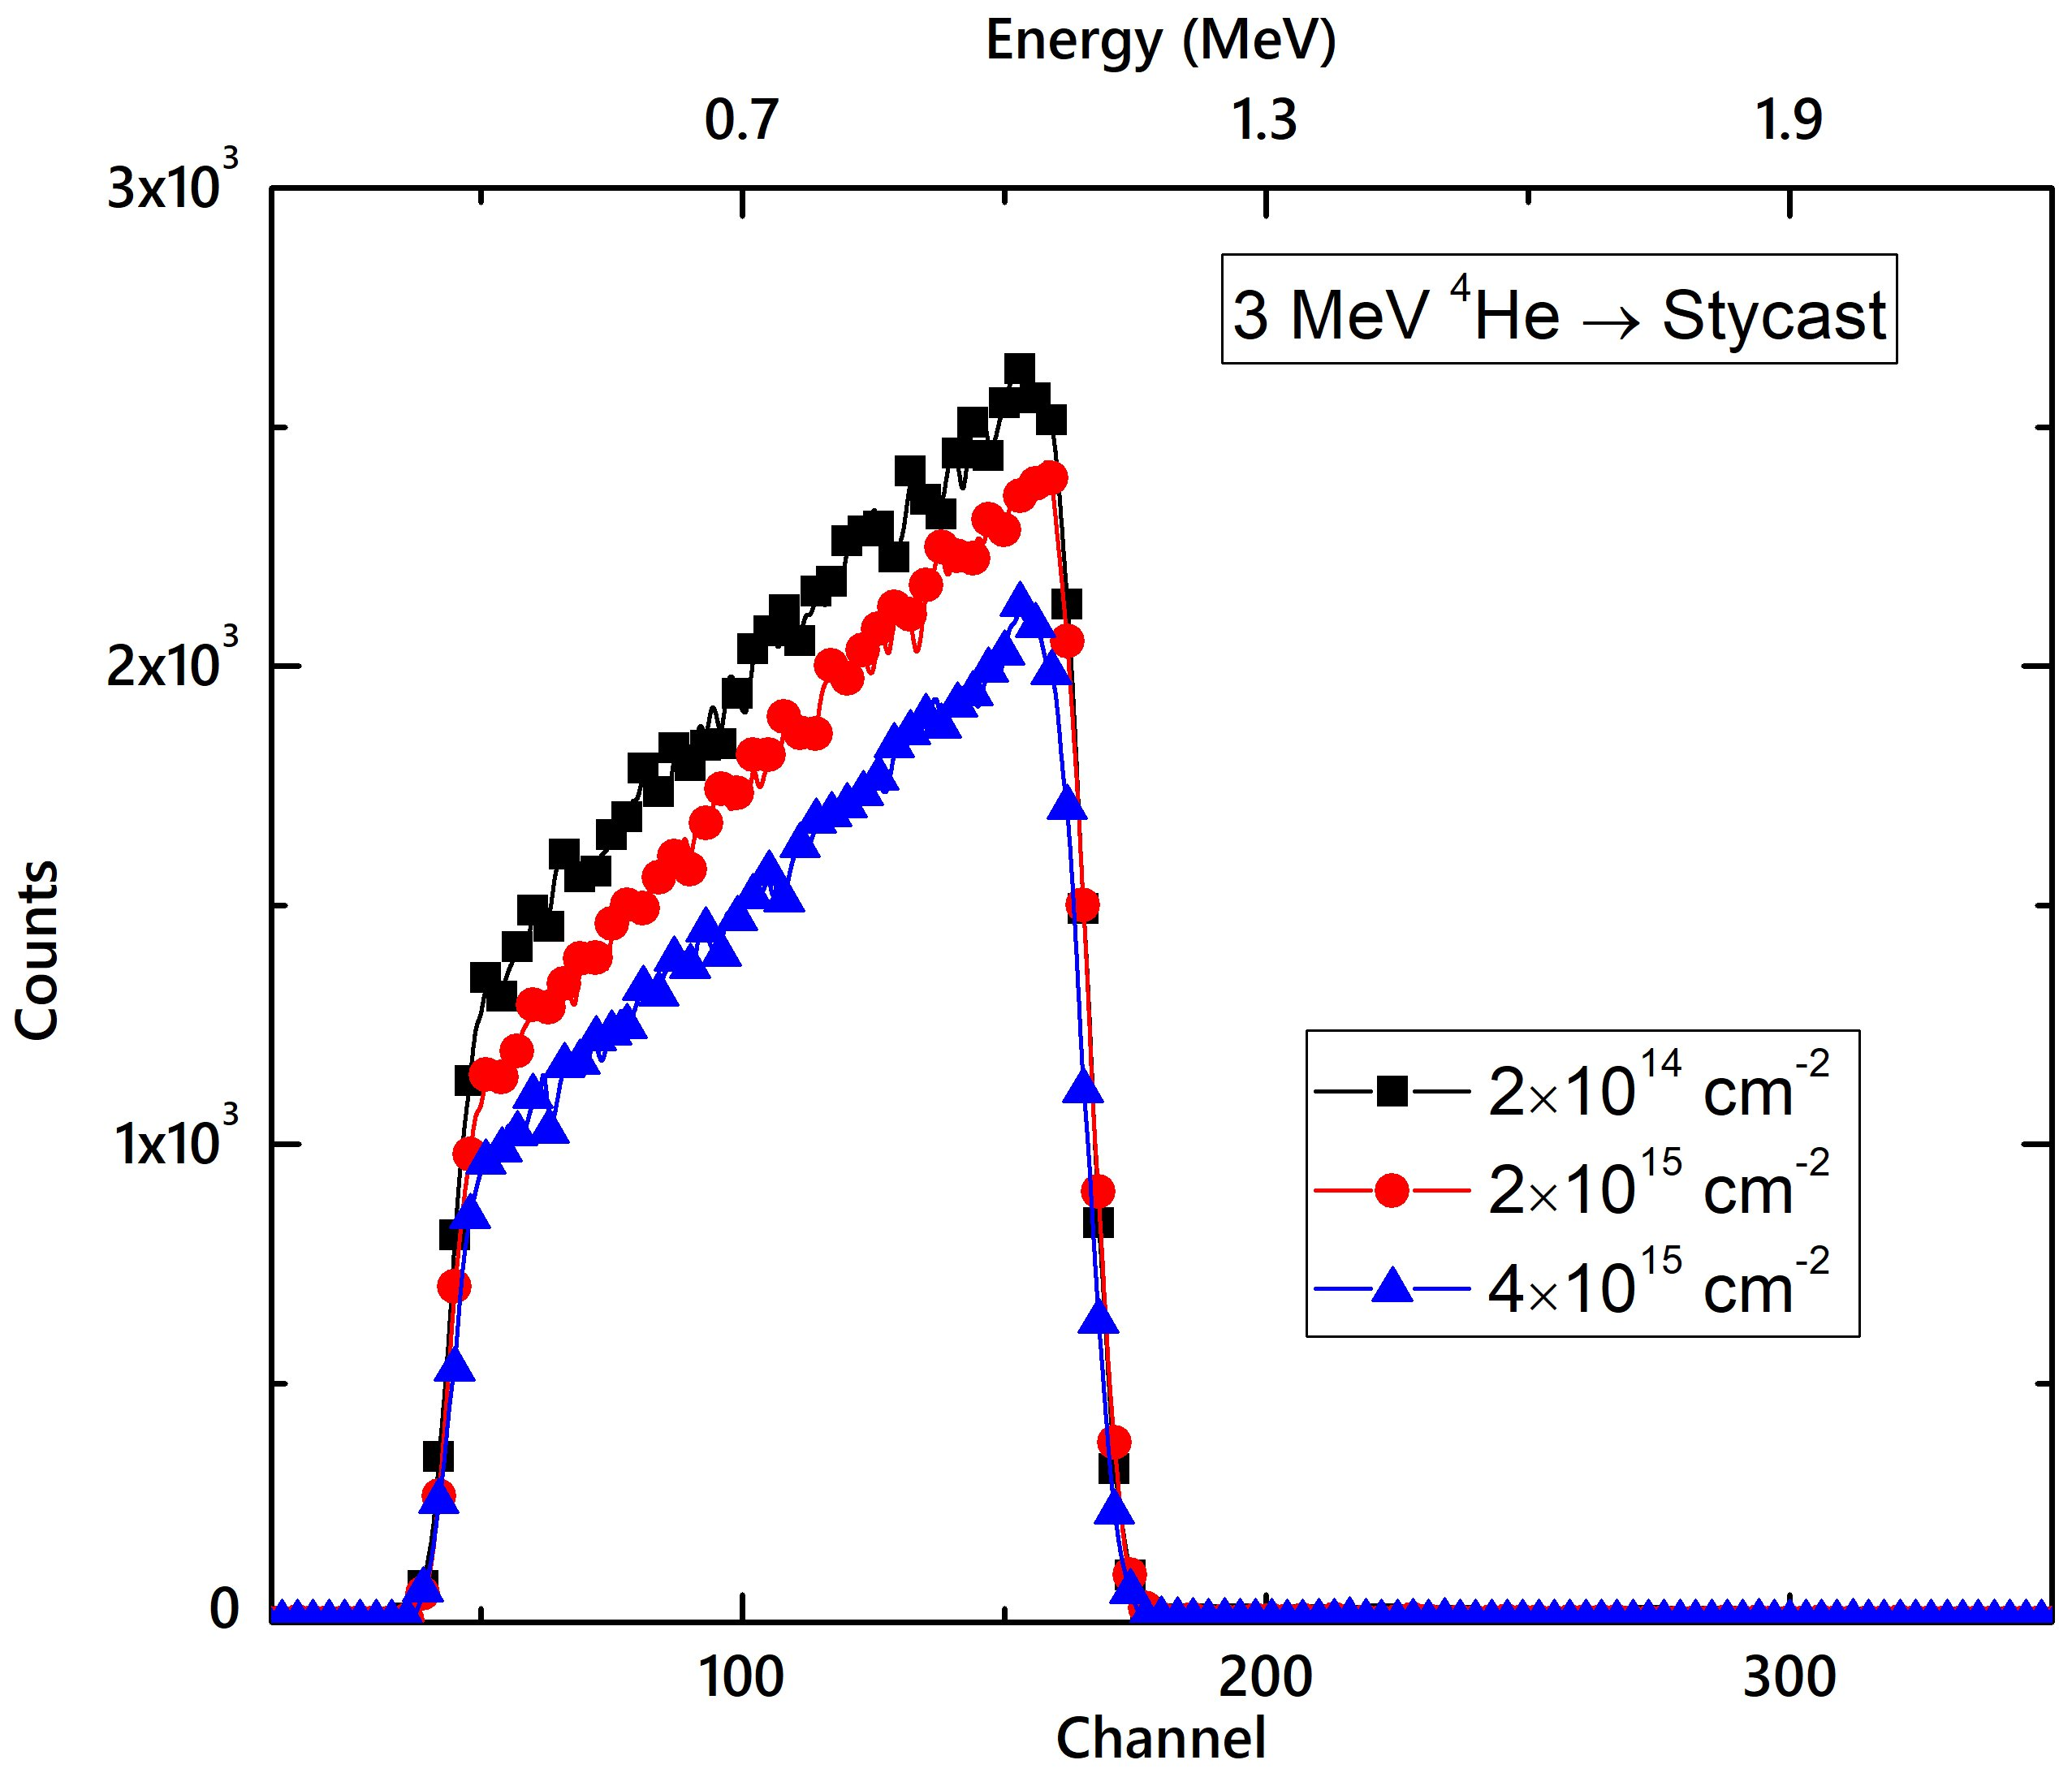 Energy (MeV)
0.7 1.3 1.9
3x10³
3 MeV ⁴He → Stycast
2x10³
Counts
2×10¹⁴ cm⁻²
1x10³
2×10¹⁵ cm⁻²
4×10¹⁵ cm⁻²
0
100 200 300
Channel